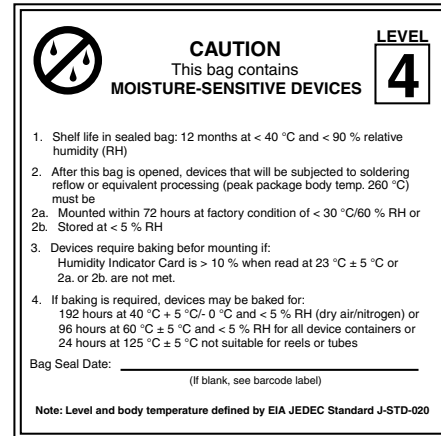 CAUTION
This bag contains
MOISTURE-SENSITIVE DEVICES
LEVEL
4
1. Shelf life in sealed bag: 12 months at < 40 °C and < 90 % relative
humidity (RH)
2. After this bag is opened, devices that will be subjected to soldering
reflow or equivalent processing (peak package body temp. 260 °C)
must be
2a. Mounted within 72 hours at factory condition of < 30 °C/60 % RH or
2b. Stored at < 5 % RH
3. Devices require baking befor mounting if:
Humidity Indicator Card is > 10 % when read at 23 °C ± 5 °C or
2a. or 2b. are not met.
4. If baking is required, devices may be baked for:
192 hours at 40 °C + 5 °C/- 0 °C and < 5 % RH (dry air/nitrogen) or
96 hours at 60 °C ± 5 °C and < 5 % RH for all device containers or
24 hours at 125 °C ± 5 °C not suitable for reels or tubes
Bag Seal Date:
(If blank, see barcode label)
Note: Level and body temperature defined by EIA JEDEC Standard J-STD-020